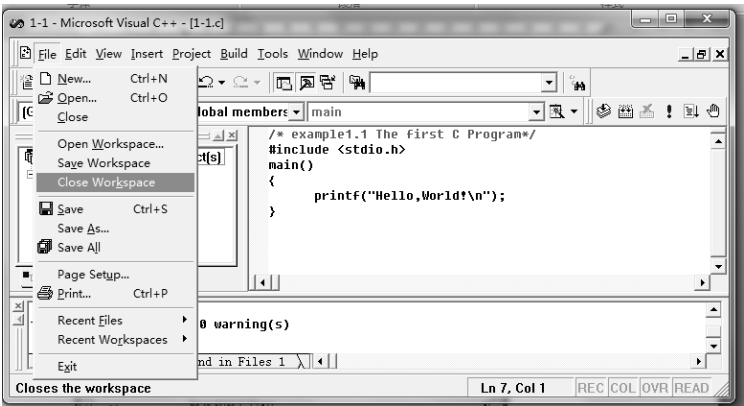 1-1 - Microsoft Visual C++ - [1-1.c]
File Edit View Insert Project Build Tools Window Help
New... Ctrl+N
Open... Ctrl+O
Close
Open Workspace...
Save Workspace
Close Workspace
Save Ctrl+S
Save As...
Save All
Page Setup...
Print... Ctrl+P
Recent Files
Recent Workspaces
Exit
lobal members main
ct(s)
/* example1.1 The first C Program*/
#include <stdio.h>
main()
{
printf("Hello,World!\n");
}
0 warning(s)
nd in Files 1
Closes the workspace Ln 7, Col 1 REC COL OVR READ